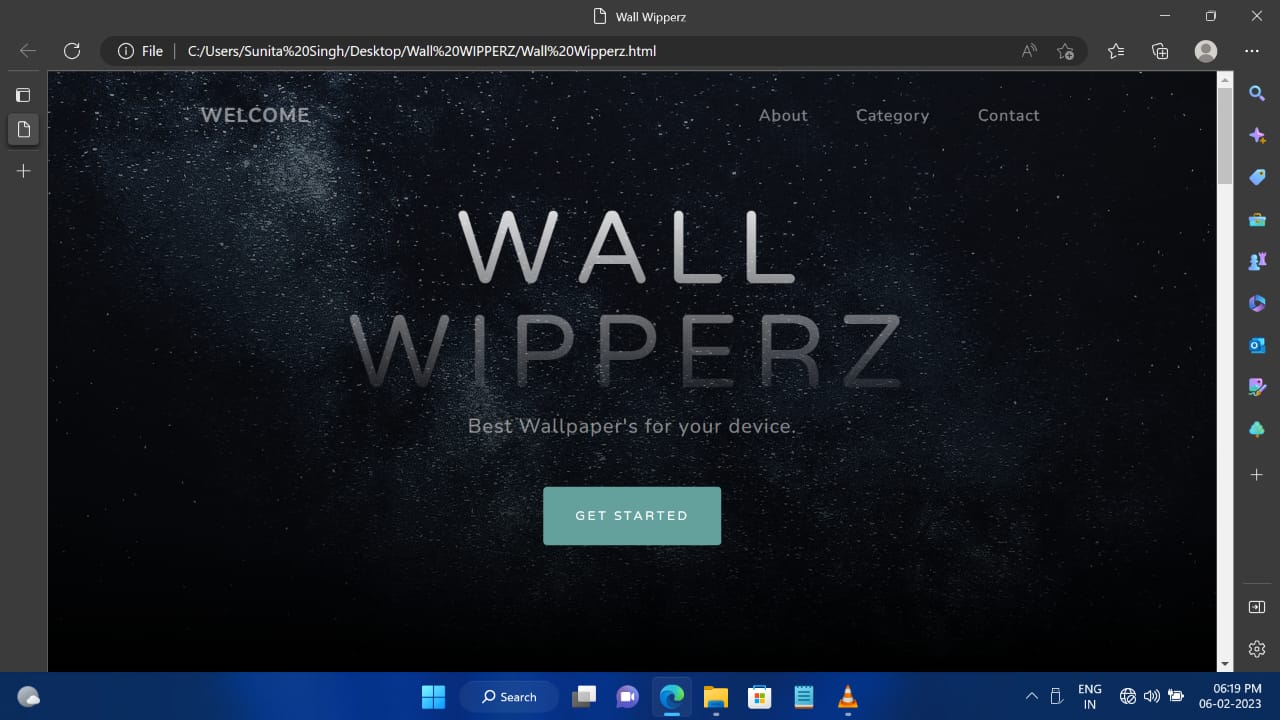 Wall Wipperz
File
C:/Users/Sunita%20Singh/Desktop/Wall%20WIPPERZ/Wall%20Wipperz.html
WELCOME
About
Category
Contact
WALL
WIPPERZ
Best Wallpaper's for your device.
GET STARTED
Search
ENG
IN
06:19 PM
06-02-2023